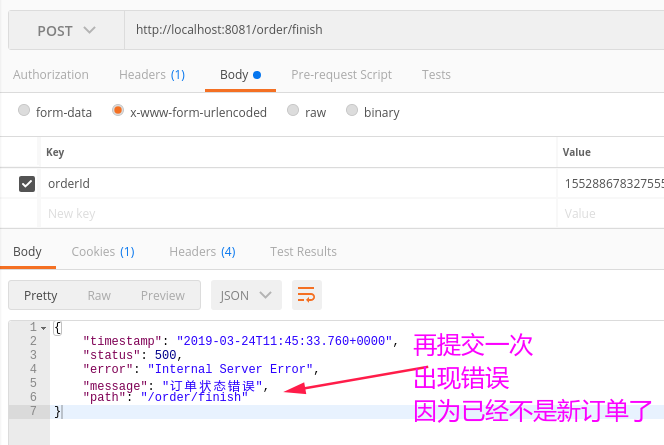 POST http://localhost:8081/order/finish
Authorization Headers (1) Body Pre-request Script Tests
form-data x-www-form-urlencoded raw binary
Key Value
orderId 155288678327555
New key Value
Body Cookies (1) Headers (4) Test Results
Pretty Raw Preview JSON
1 {
2 "timestamp": "2019-03-24T11:45:33.760+0000",
3 "status": 500,
4 "error": "Internal Server Error",
5 "message": "订单状态错误",
6 "path": "/order/finish"
7 }
再提交一次
出现错误
因为已经不是新订单了